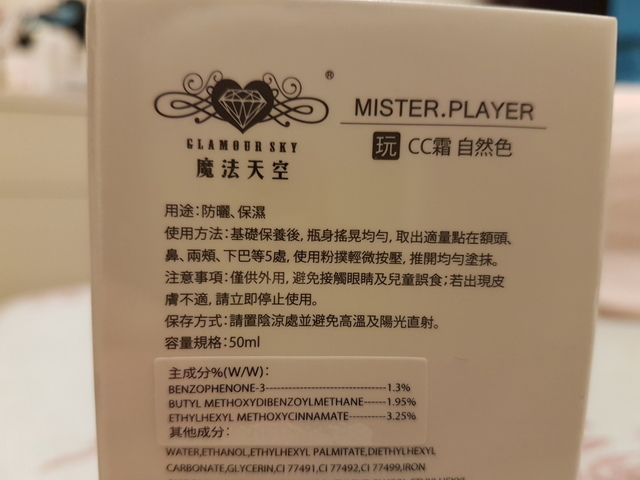 ®
GLAMOUR SKY
魔法天空
MISTER.PLAYER
玩 CC霜 自然色
用途：防曬、保濕
使用方法：基礎保養後, 瓶身搖晃均勻, 取出適量點在額頭、
鼻、兩頰、下巴等5處, 使用粉撲輕微按壓, 推開均勻塗抹。
注意事項：僅供外用, 避免接觸眼睛及兒童誤食；若出現皮
膚不適, 請立即停止使用。
保存方式：請置陰涼處並避免高溫及陽光直射。
容量規格：50ml
主成分%(W/W)：
BENZOPHENONE-3--------------------------------1.3%
BUTYL METHOXYDIBENZOYLMETHANE------1.95%
ETHYLHEXYL METHOXYCINNAMATE----------3.25%
其他成分：
WATER,ETHANOL,ETHYLHEXYL PALMITATE,DIETHYLHEXYL
CARBONATE,GLYCERIN,CI 77491,CI 77492,CI 77499,IRON